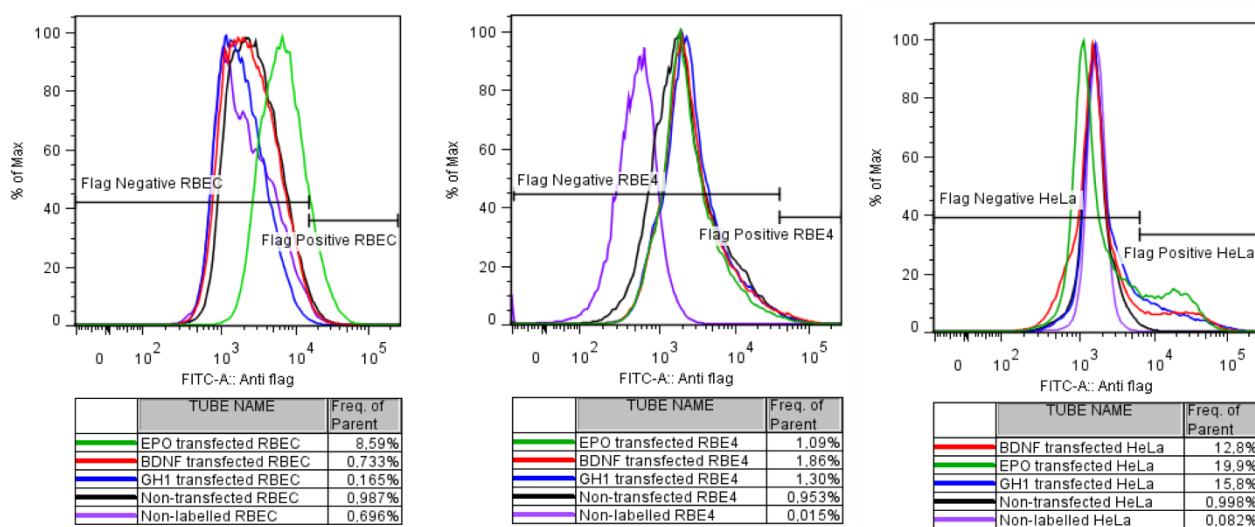 100
80
60
40
20
0
% of Max
Flag Negative RBEC
Flag Positive RBEC
0 10^2 10^3 10^4 10^5
FITC-A:: Anti flag
TUBE NAME Freq. of Parent
EPO transfected RBEC 8,59%
BDNF transfected RBEC 0,733%
GH1 transfected RBEC 0,165%
Non-transfected RBEC 0,987%
Non-labelled RBEC 0,696%
100
80
60
40
20
0
% of Max
Flag Negative RBE4
Flag Positive RBE4
0 10^2 10^3 10^4 10^5
FITC-A:: Anti flag
TUBE NAME Freq. of Parent
EPO transfected RBE4 1.09%
BDNF transfected RBE4 1.86%
GH1 transfected RBE4 1.30%
Non-transfected RBE4 0,953%
Non-labelled RBE4 0,015%
100
80
60
40
20
0
% of Max
Flag Negative HeLa
Flag Positive HeLa
0 10^2 10^3 10^4 10^5
FITC-A:: Anti flag
TUBE NAME Freq. of Parent
BDNF transfected HeLa 12,8%
EPO transfected HeLa 19,9%
GH1 transfected HeLa 15,8%
Non-transfected HeLa 0,998%
Non-labelled HeLa 0,082%